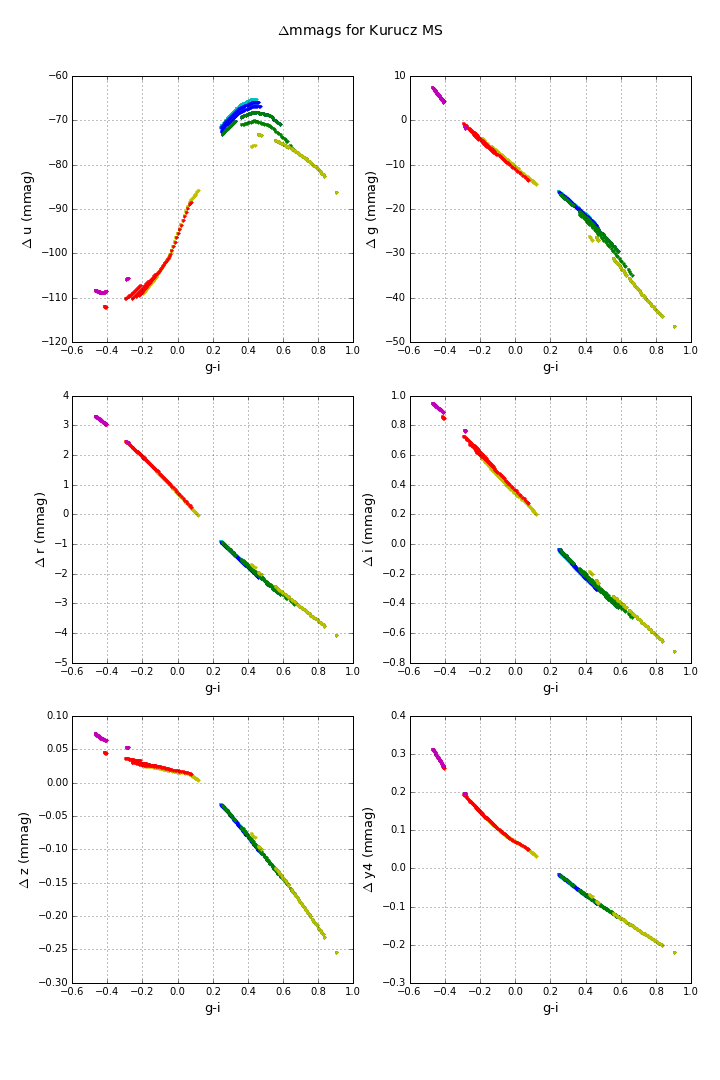 Δmmags for Kurucz MS
−60
−70
−80
−90
−100
−110
−120
Δ u (mmag)
−0.6 −0.4 −0.2 0.0 0.2 0.4 0.6 0.8 1.0
g-i
10
0
−10
−20
−30
−40
−50
Δ g (mmag)
−0.6 −0.4 −0.2 0.0 0.2 0.4 0.6 0.8 1.0
g-i
4
3
2
1
0
−1
−2
−3
−4
−5
Δ r (mmag)
−0.6 −0.4 −0.2 0.0 0.2 0.4 0.6 0.8 1.0
g-i
1.0
0.8
0.6
0.4
0.2
0.0
−0.2
−0.4
−0.6
−0.8
Δ i (mmag)
−0.6 −0.4 −0.2 0.0 0.2 0.4 0.6 0.8 1.0
g-i
0.10
0.05
0.00
−0.05
−0.10
−0.15
−0.20
−0.25
−0.30
Δ z (mmag)
−0.6 −0.4 −0.2 0.0 0.2 0.4 0.6 0.8 1.0
g-i
0.4
0.3
0.2
0.1
0.0
−0.1
−0.2
−0.3
Δ y4 (mmag)
−0.6 −0.4 −0.2 0.0 0.2 0.4 0.6 0.8 1.0
g-i